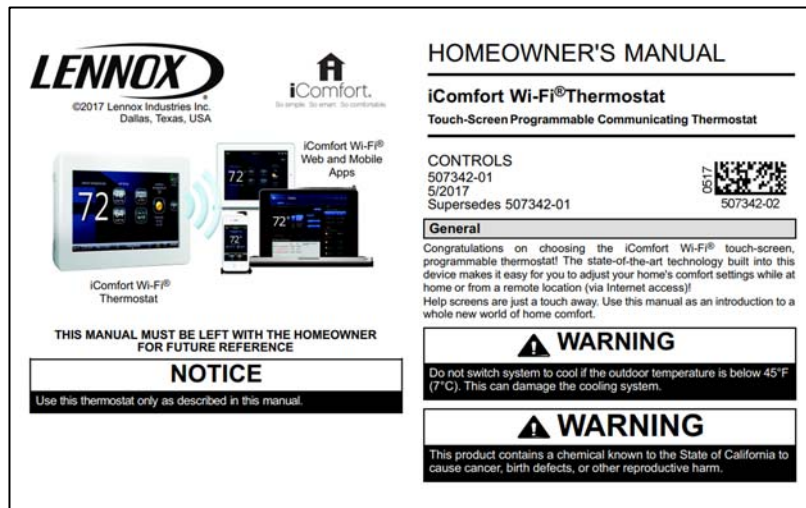 LENNOX
©2017 Lennox Industries Inc.
Dallas, Texas, USA
iComfort.
So simple. So smart. So comfortable.
iComfort Wi-Fi®
Web and Mobile
Apps
72
72
72°
iComfort Wi-Fi®
Thermostat
THIS MANUAL MUST BE LEFT WITH THE HOMEOWNER
FOR FUTURE REFERENCE
NOTICE
Use this thermostat only as described in this manual.
HOMEOWNER'S MANUAL
iComfort Wi-Fi®Thermostat
Touch-Screen Programmable Communicating Thermostat
CONTROLS
507342-01
5/2017
Supersedes 507342-01
0517
507342-02
General
Congratulations on choosing the iComfort Wi-Fi® touch-screen,
programmable thermostat! The state-of-the-art technology built into this
device makes it easy for you to adjust your home's comfort settings while at
home or from a remote location (via Internet access)!
Help screens are just a touch away. Use this manual as an introduction to a
whole new world of home comfort.
WARNING
Do not switch system to cool if the outdoor temperature is below 45°F
(7°C). This can damage the cooling system.
WARNING
This product contains a chemical known to the State of California to
cause cancer, birth defects, or other reproductive harm.